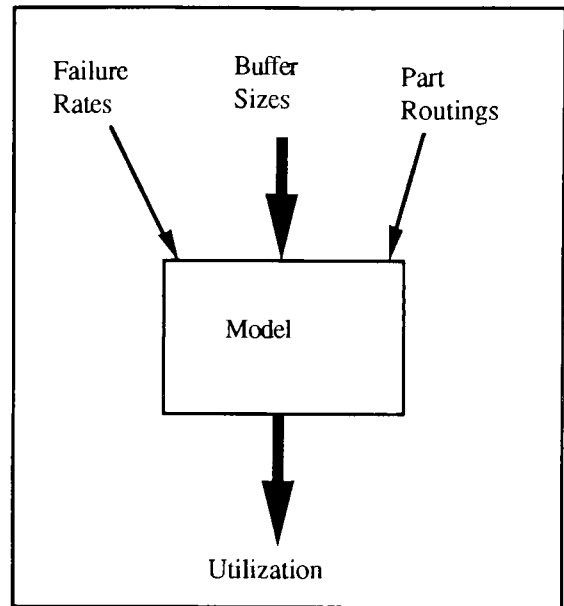 Failure
Rates
Buffer
Sizes
Part
Routings
Model
Utilization